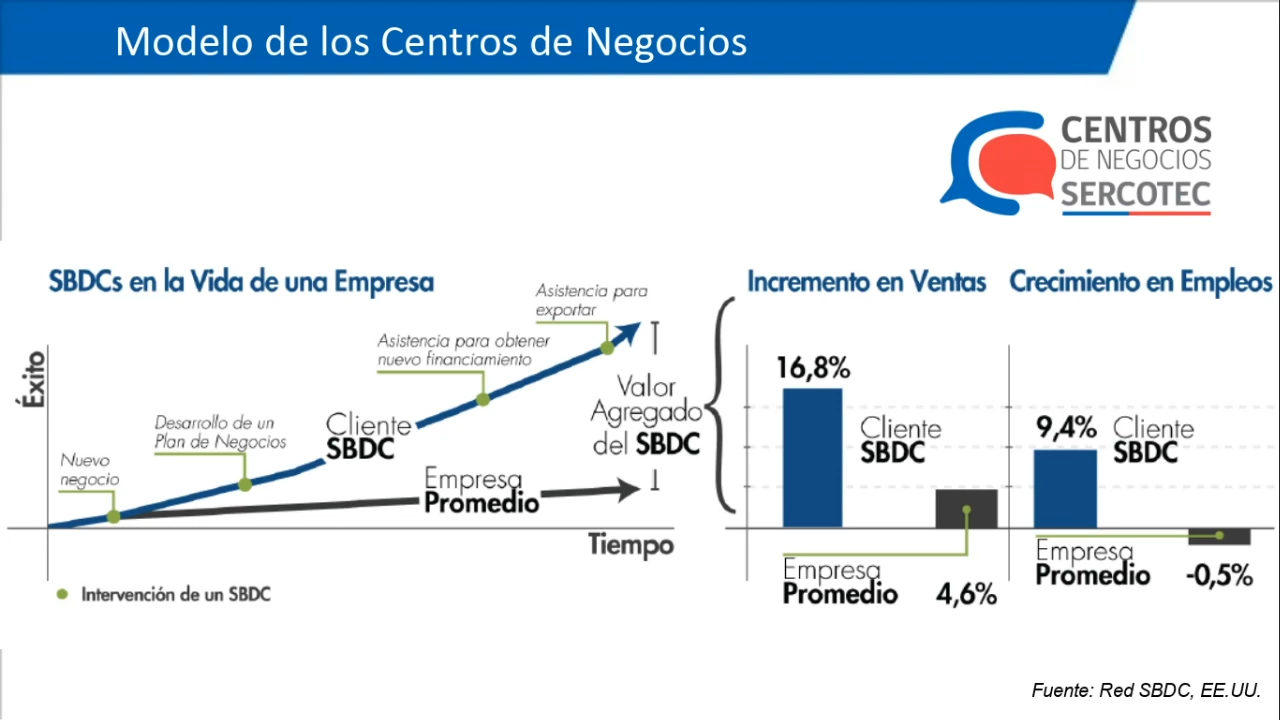 Modelo de los Centros de Negocios
CENTROS
DE NEGOCIOS
SERCOTEC
SBDCs en la Vida de una Empresa
Éxito
Nuevo
negocio
Desarrollo de un
Plan de Negocios
Asistencia para obtener
nuevo financiamiento
Asistencia para
exportar
Cliente
SBDC
Empresa
Promedio
Valor
Agregado
del SBDC
Tiempo
Intervención de un SBDC
Incremento en Ventas
16,8%
Cliente
SBDC
Empresa
Promedio
4,6%
Crecimiento en Empleos
9,4%
Cliente
SBDC
Empresa
Promedio
-0,5%
Fuente: Red SBDC, EE.UU.